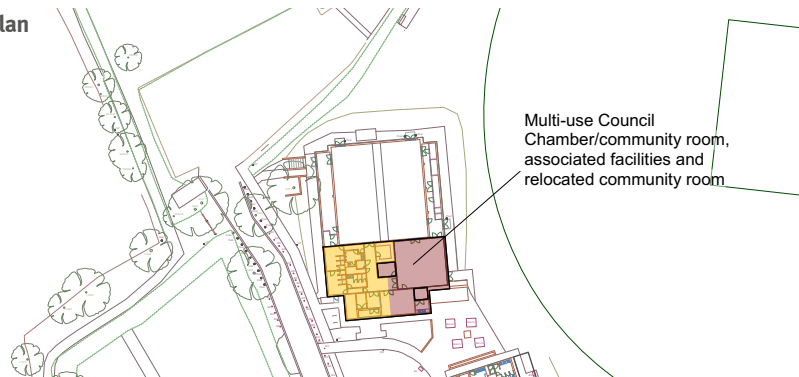 lan
Multi-use Council
Chamber/community room,
associated facilities and
relocated community room